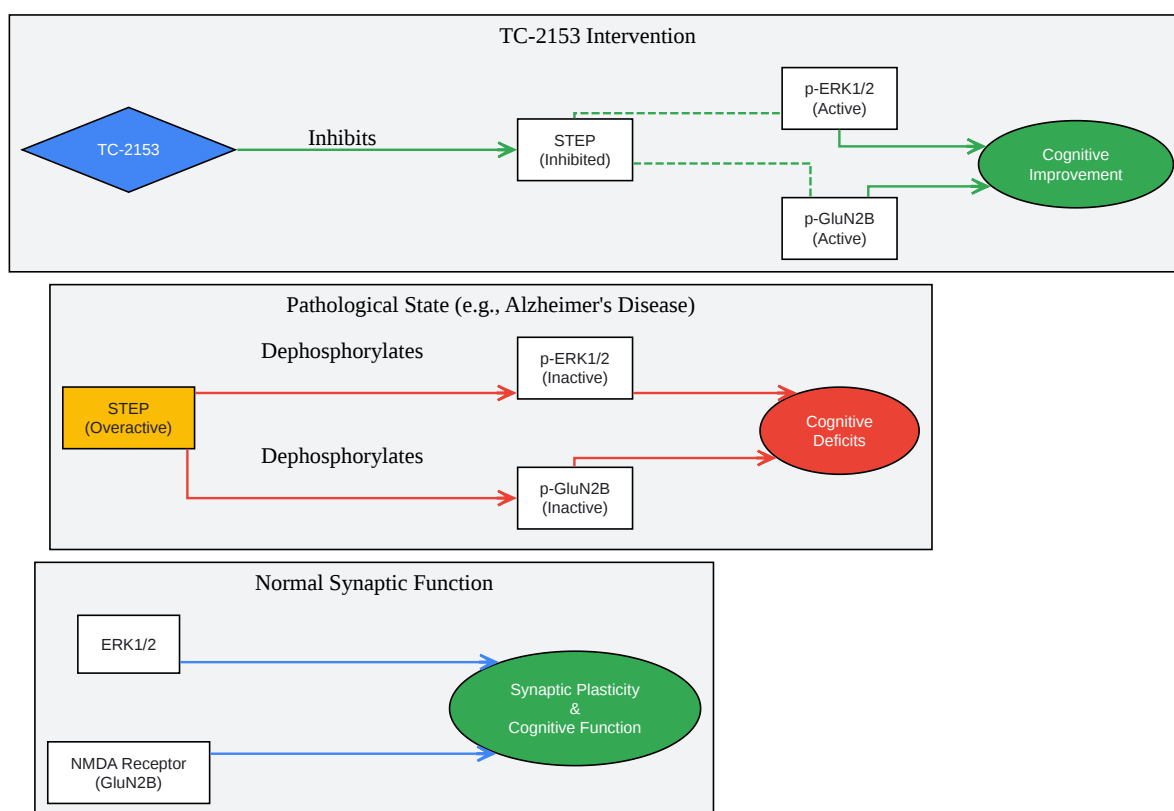 TC-2153 Intervention
TC-2153
Inhibits
STEP
(Inhibited)
p-ERK1/2
(Active)
p-GluN2B
(Active)
Cognitive
Improvement
Pathological State (e.g., Alzheimer's Disease)
STEP
(Overactive)
Dephosphorylates
Dephosphorylates
p-ERK1/2
(Inactive)
p-GluN2B
(Inactive)
Cognitive
Deficits
Normal Synaptic Function
ERK1/2
NMDA Receptor
(GluN2B)
Synaptic Plasticity
&
Cognitive Function